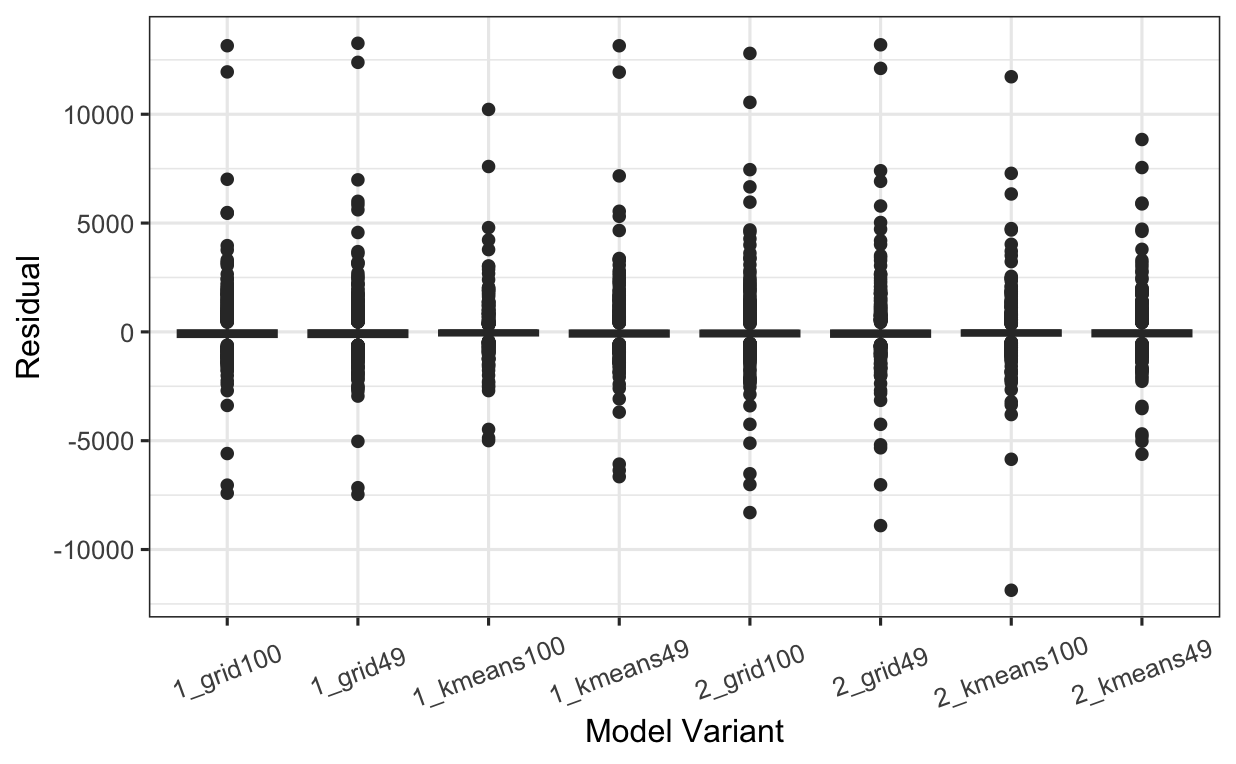 10000
5000
0
-5000
-10000
Residual
1_grid100
1_grid49
1_kmeans100
1_kmeans49
2_grid100
2_grid49
2_kmeans100
2_kmeans49
Model Variant